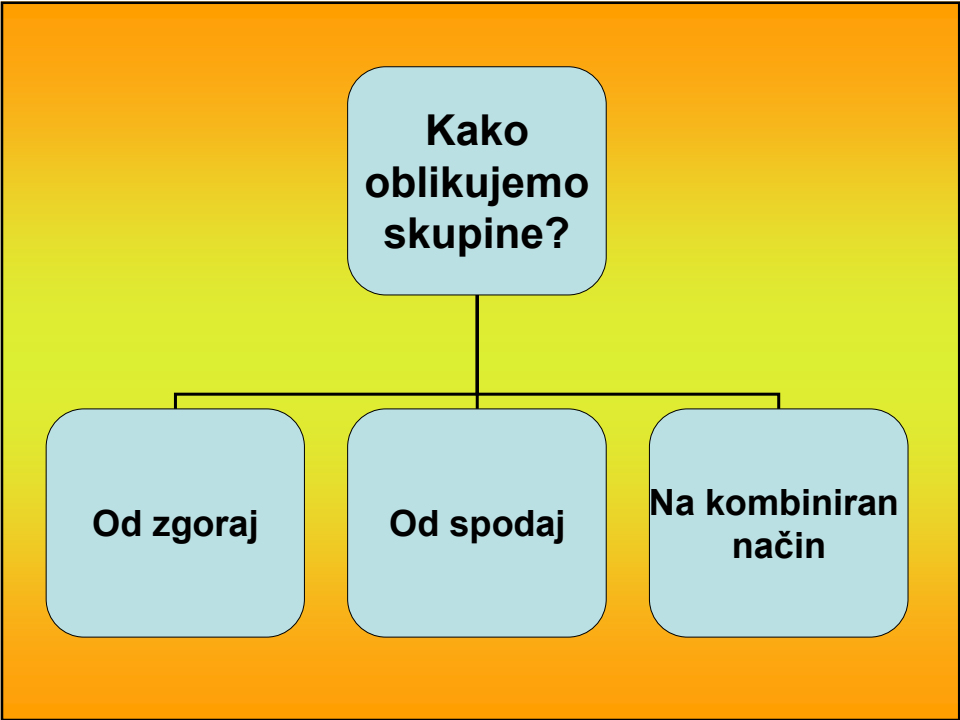 Kako
oblikujemo
skupine?
Od zgoraj
Od spodaj
Na kombiniran
način